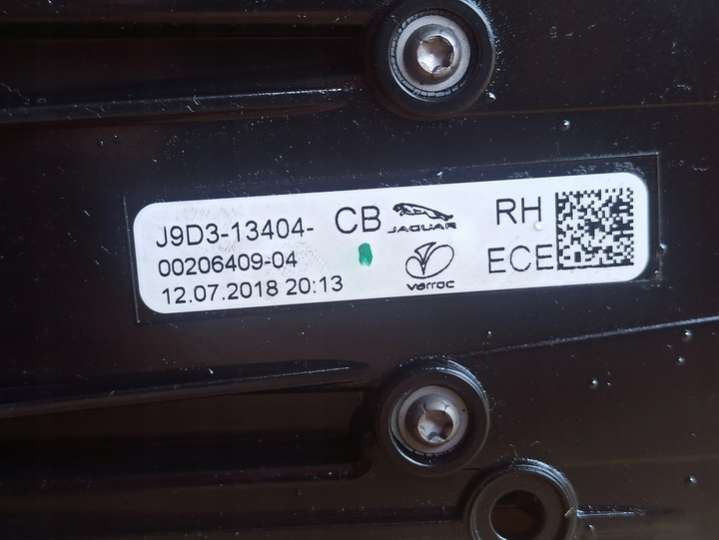 J9D3-13404- CB JAGUAR RH
00206409-04 varroc ECE
12.07.2018 20:13